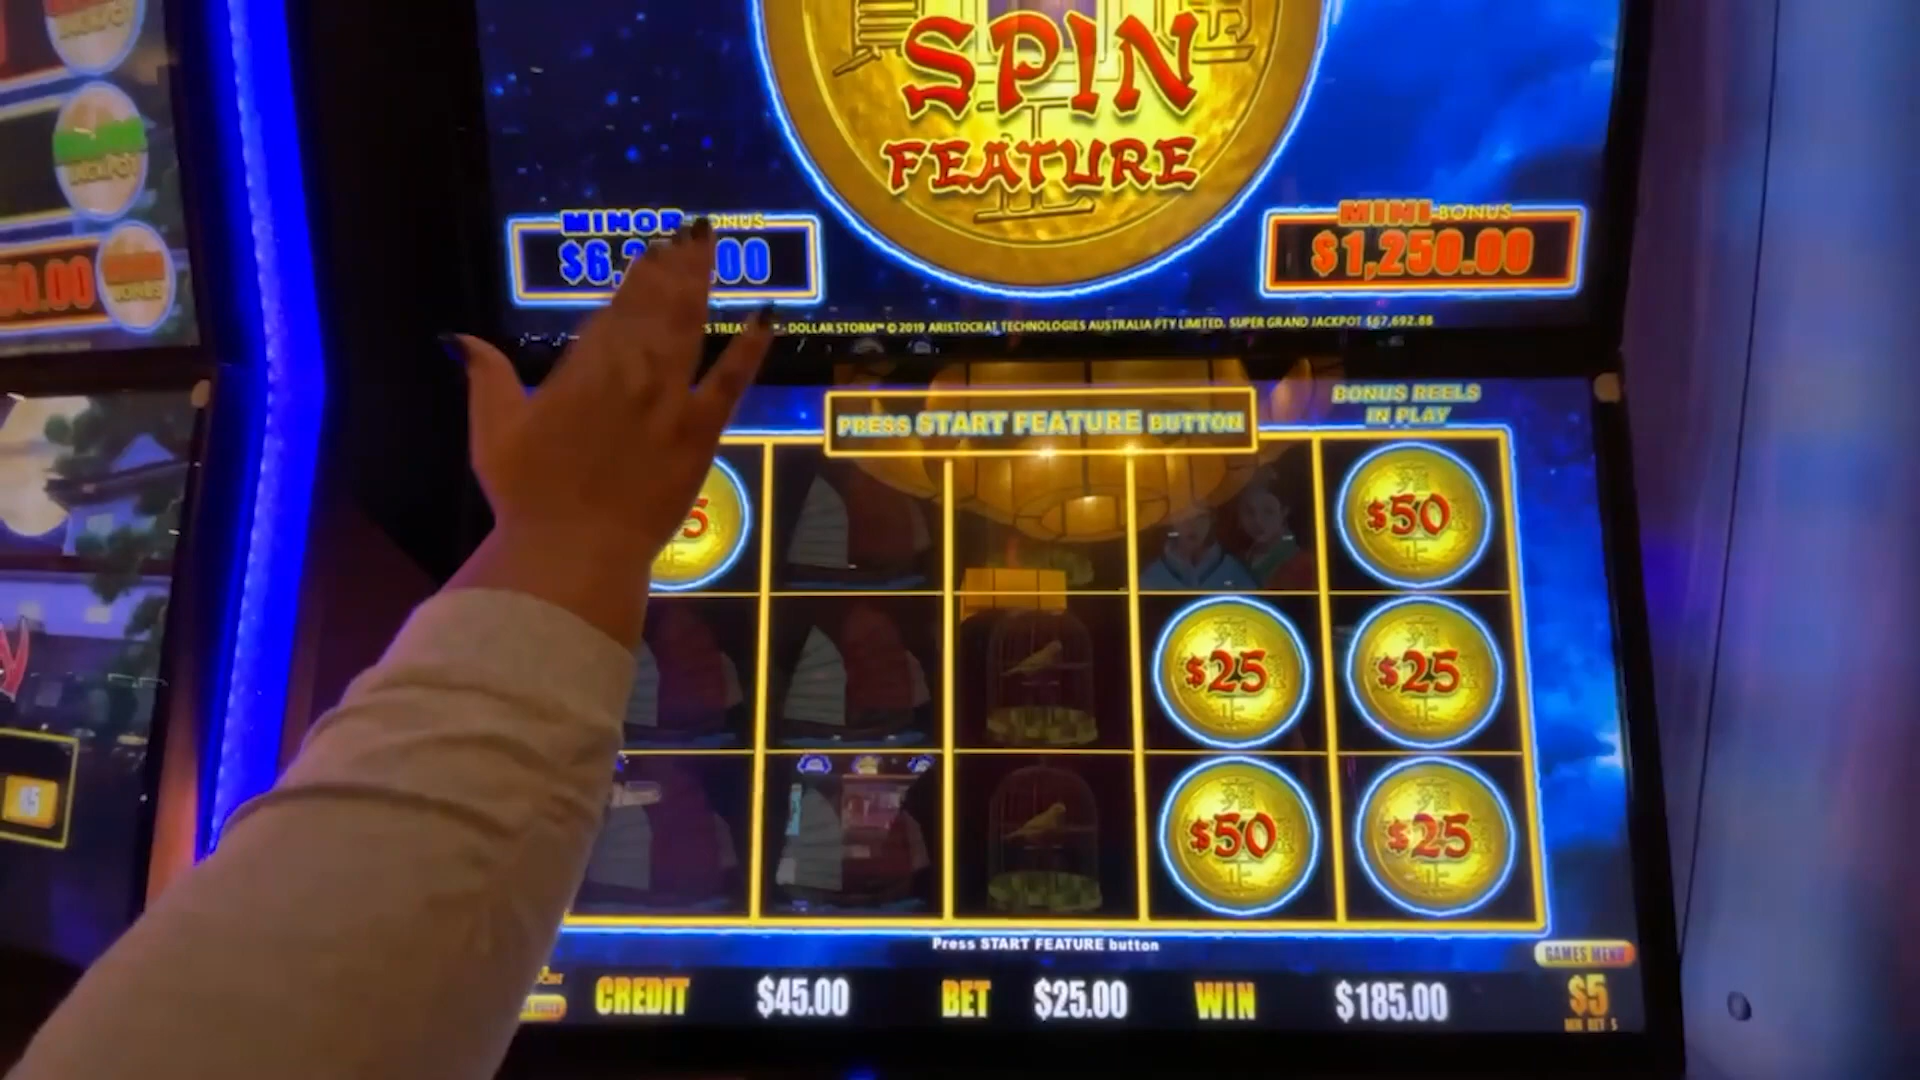 SPIN
FEATURE
MINOR BONUS
MINI BONUS
$1,250.00
DOLLAR STORM™ © 2019 ARISTOCRAT TECHNOLOGIES AUSTRALIA PTY LIMITED. SUPER GRAND JACKPOT $67,692.88
BONUS REELS
IN PLAY
PRESS START FEATURE BUTTON
$50
$25
$25
$50
$25
Press START FEATURE button
GAMES MENU
CREDIT $45.00 BET $25.00 WIN $185.00
$5
JACKPOT